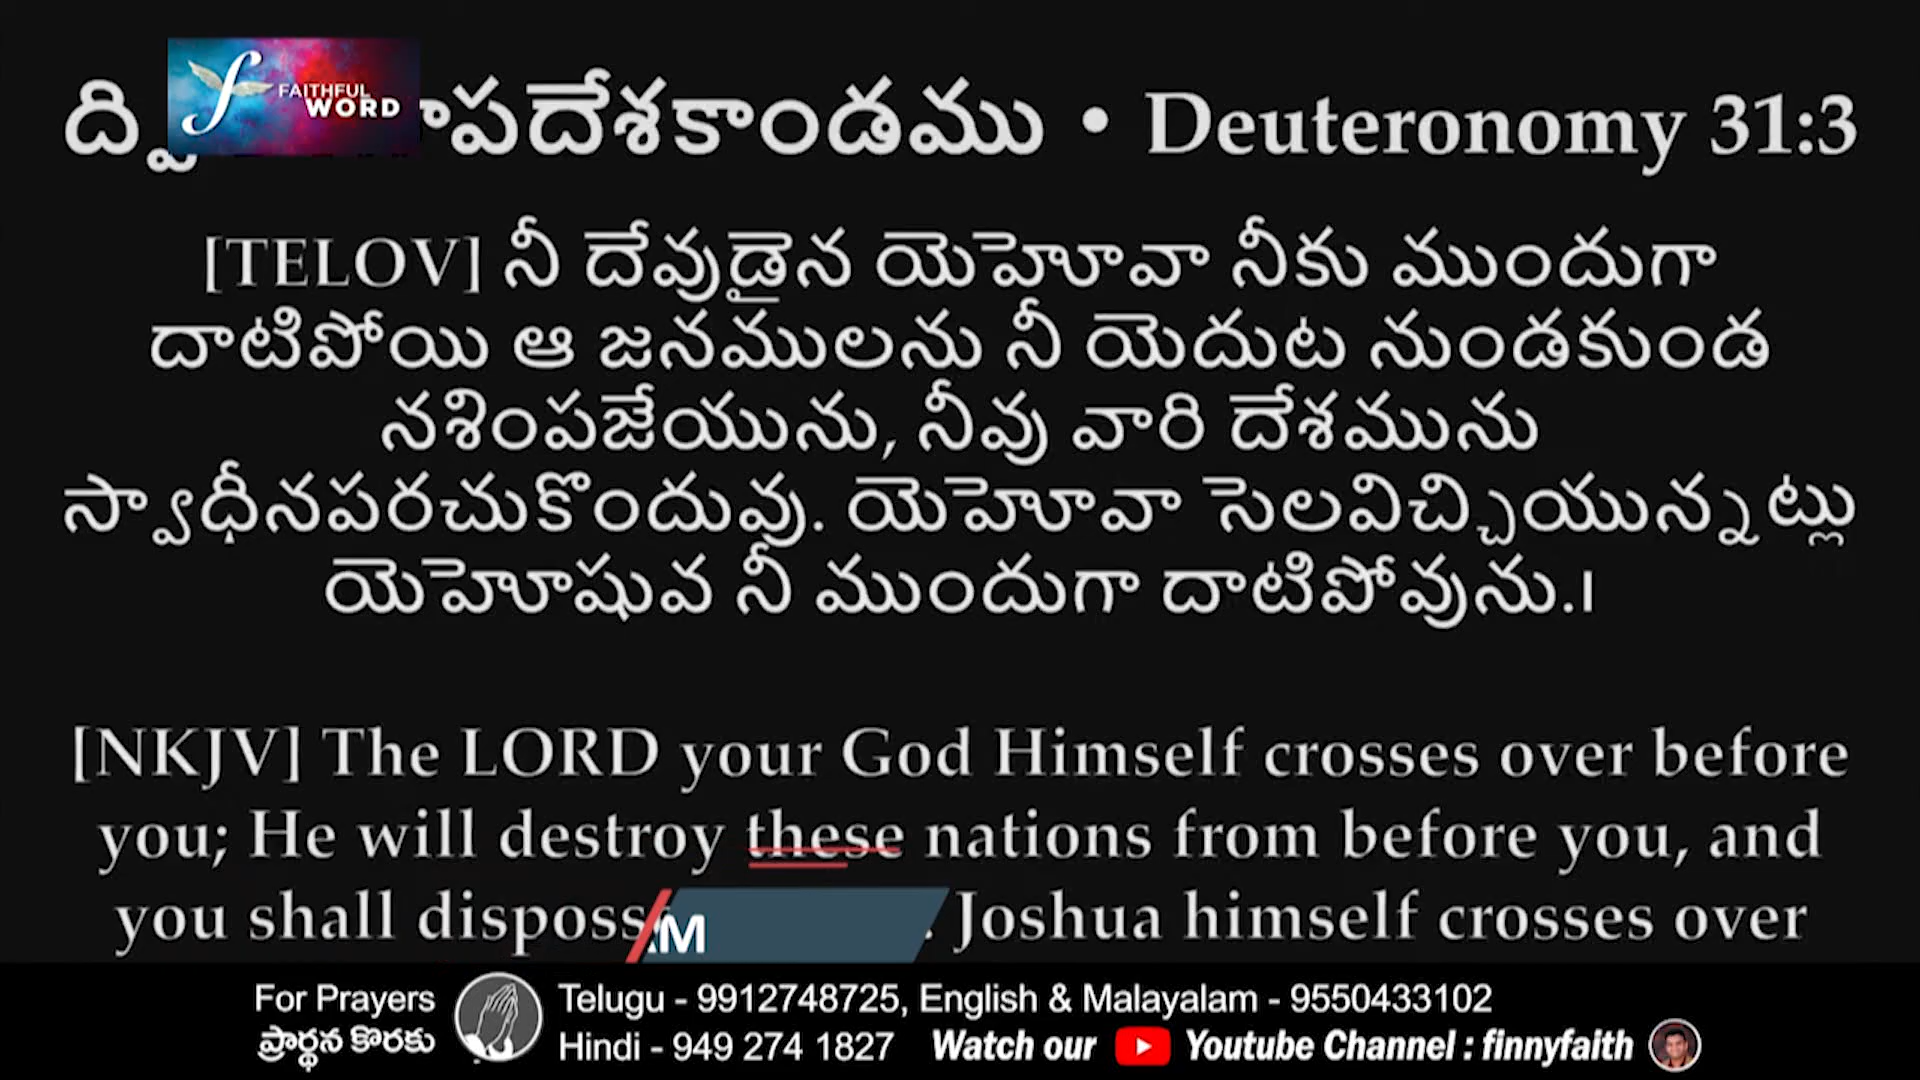 FAITHFUL
WORD
పదేశకాండము • Deuteronomy 31:3
[TELOV] నీ దేవుడైన యెహోవా నీకు ముందుగా
దాటిపోయి ఆ జనములను నీ యెదుట నుండకుండ
నశింపజేయును, నీవు వారి దేశమును
స్వాధీనపరచుకొందువు. యెహోవా సెలవిచ్చియున్నట్లు
యెహోషువ నీ ముందుగా దాటిపోవును.।
[NKJV] The LORD your God Himself crosses over before
you; He will destroy these nations from before you, and
you shall Joshua himself crosses over
For Prayers
ప్రార్థన కొరకు
Telugu - 9912748725, English & Malayalam - 9550433102
Hindi - 949 274 1827 Watch our Youtube Channel : finnyfaith